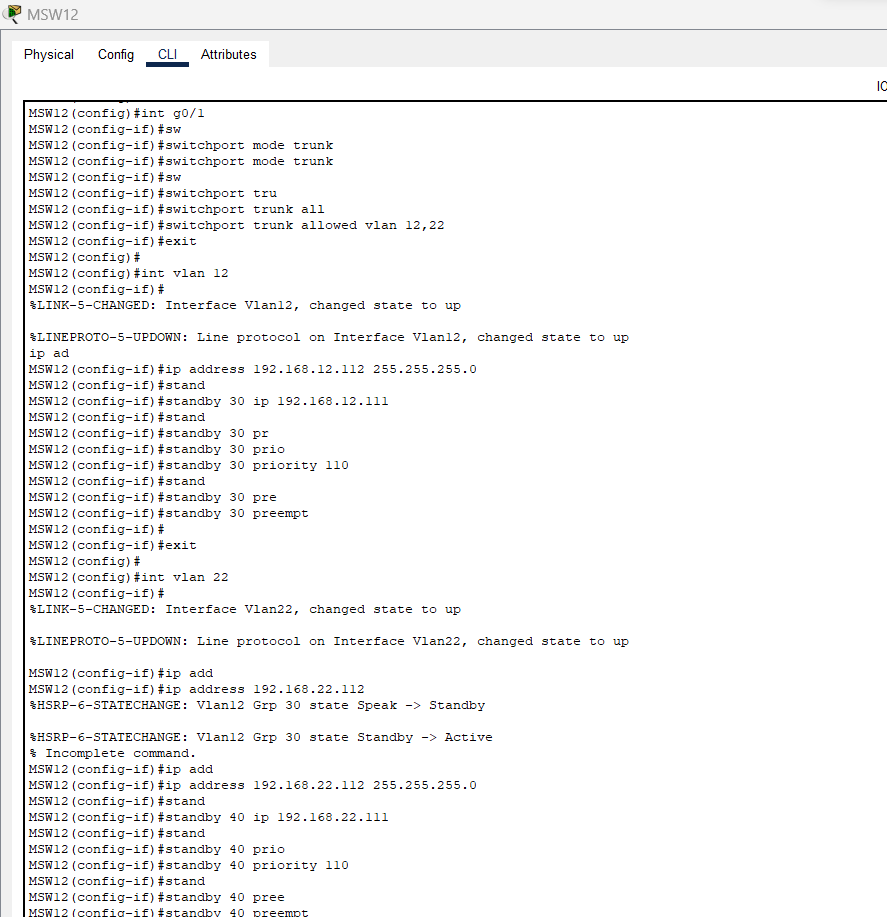 MSW12
Physical Config CLI Attributes
MSW12(config)#int g0/1
MSW12(config-if)#sw
MSW12(config-if)#switchport mode trunk
MSW12(config-if)#switchport mode trunk
MSW12(config-if)#sw
MSW12(config-if)#switchport tru
MSW12(config-if)#switchport trunk all
MSW12(config-if)#switchport trunk allowed vlan 12,22
MSW12(config-if)#exit
MSW12(config)#
MSW12(config)#int vlan 12
MSW12(config-if)#
%LINK-5-CHANGED: Interface Vlan12, changed state to up
%LINEPROTO-5-UPDOWN: Line protocol on Interface Vlan12, changed state to up
ip ad
MSW12(config-if)#ip address 192.168.12.112 255.255.255.0
MSW12(config-if)#stand
MSW12(config-if)#standby 30 ip 192.168.12.111
MSW12(config-if)#stand
MSW12(config-if)#standby 30 pr
MSW12(config-if)#standby 30 prio
MSW12(config-if)#standby 30 priority 110
MSW12(config-if)#stand
MSW12(config-if)#standby 30 pre
MSW12(config-if)#standby 30 preempt
MSW12(config-if)#
MSW12(config-if)#exit
MSW12(config)#
MSW12(config)#int vlan 22
MSW12(config-if)#
%LINK-5-CHANGED: Interface Vlan22, changed state to up
%LINEPROTO-5-UPDOWN: Line protocol on Interface Vlan22, changed state to up
MSW12(config-if)#ip add
MSW12(config-if)#ip address 192.168.22.112
%HSRP-6-STATECHANGE: Vlan12 Grp 30 state Speak -> Standby
%HSRP-6-STATECHANGE: Vlan12 Grp 30 state Standby -> Active
% Incomplete command.
MSW12(config-if)#ip add
MSW12(config-if)#ip address 192.168.22.112 255.255.255.0
MSW12(config-if)#stand
MSW12(config-if)#standby 40 ip 192.168.22.111
MSW12(config-if)#stand
MSW12(config-if)#standby 40 prio
MSW12(config-if)#standby 40 priority 110
MSW12(config-if)#stand
MSW12(config-if)#standby 40 pree
MSW12(config-if)#standby 40 preempt